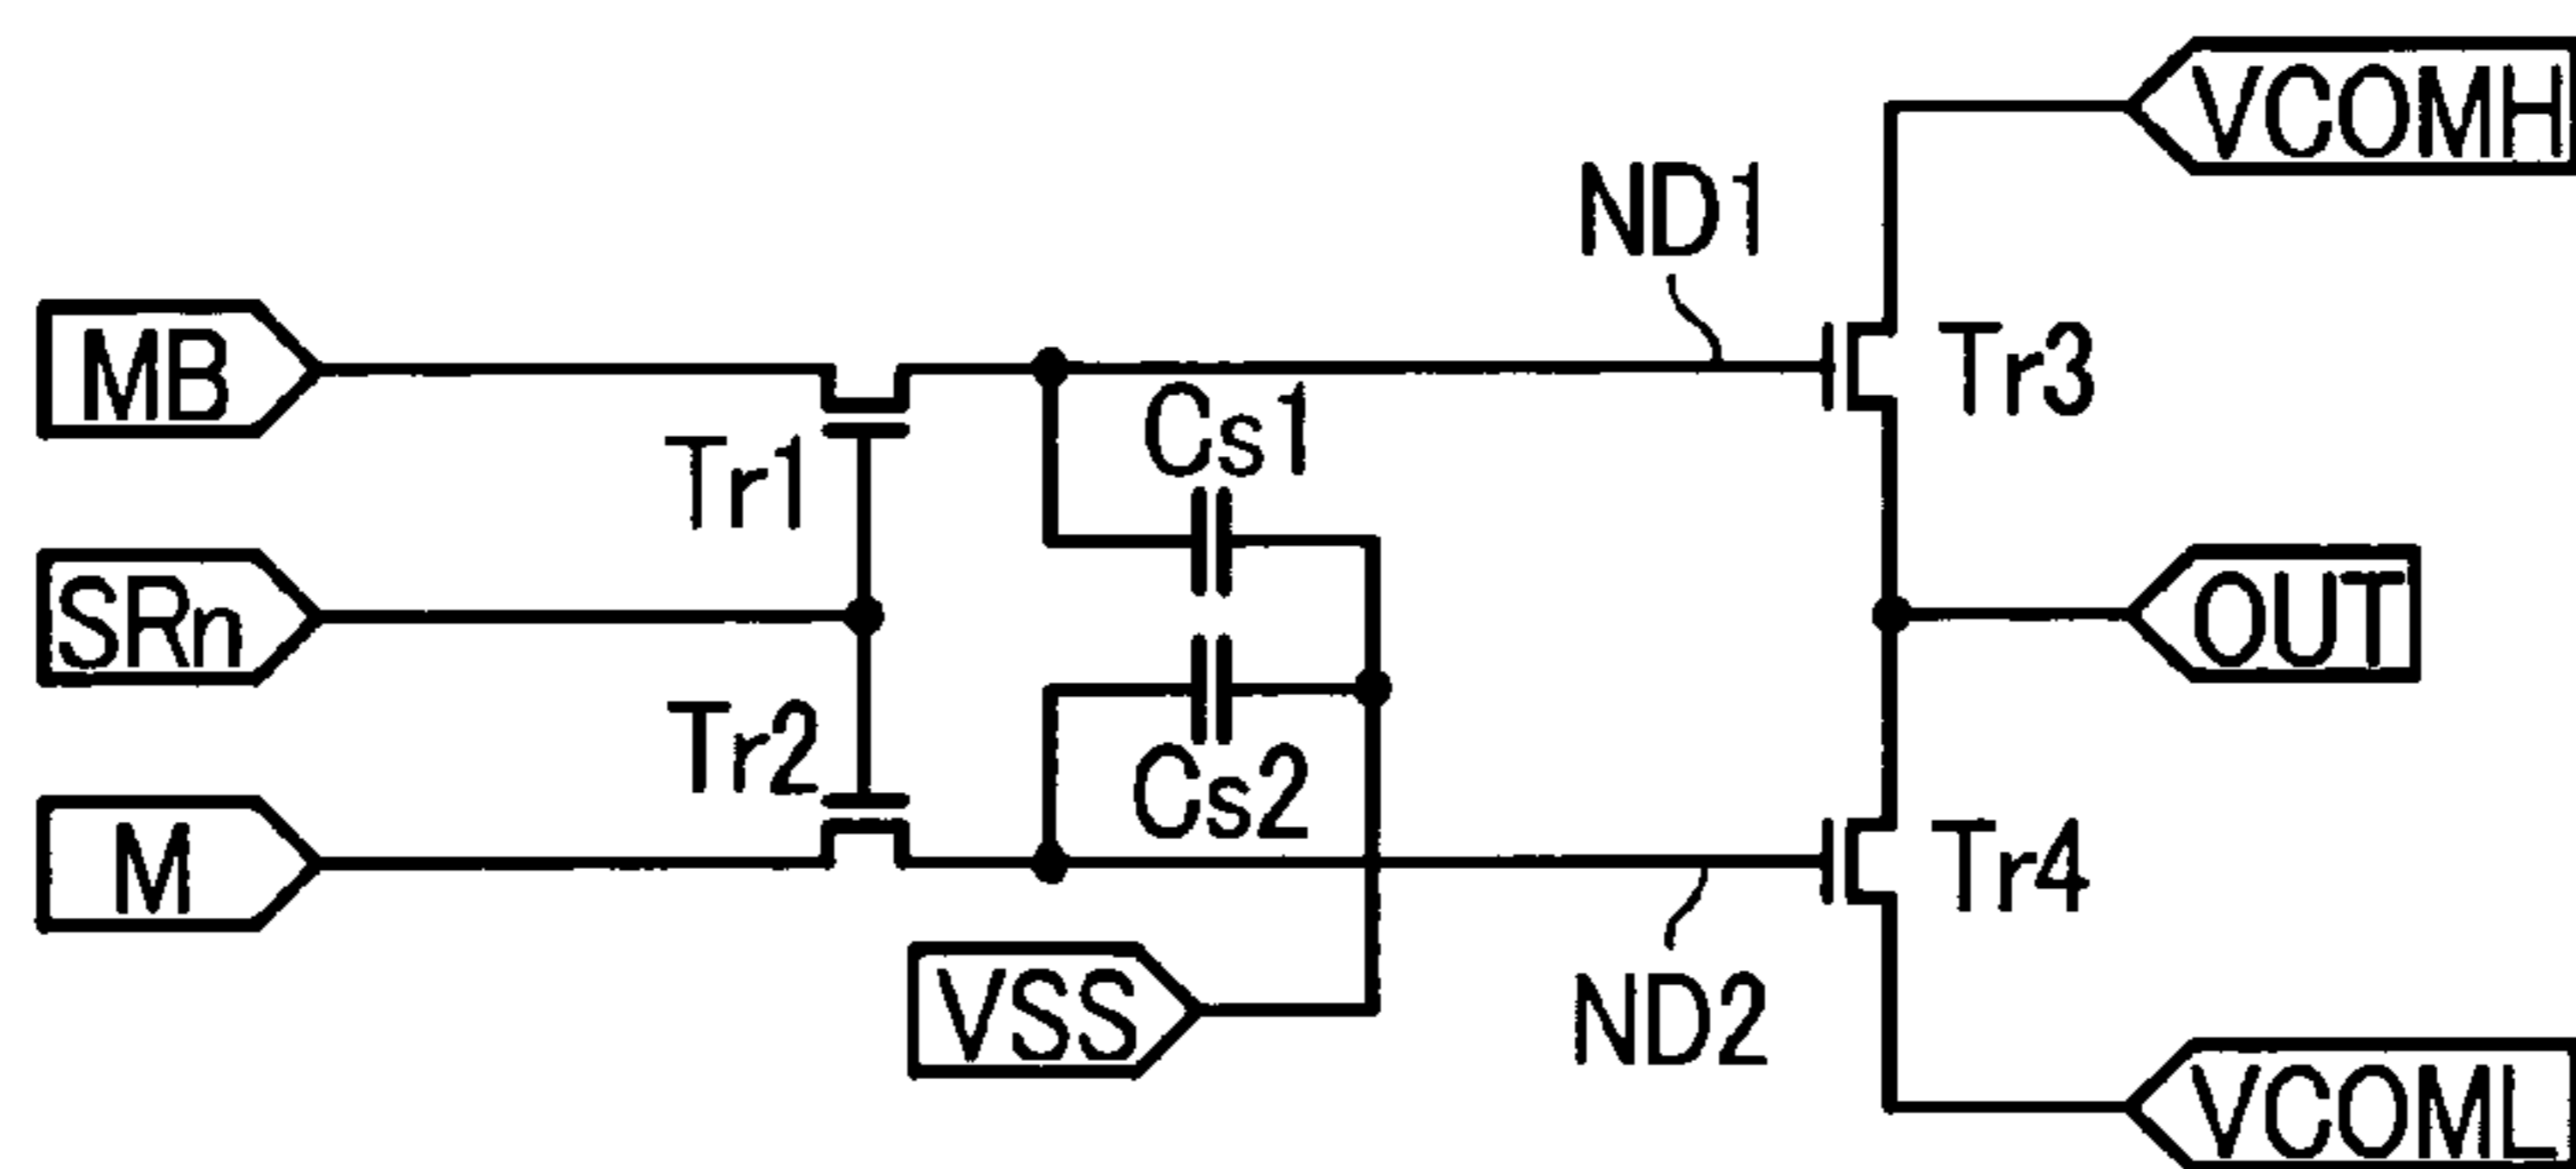 VCOMH
ND1
MB
Tr3
Cs1
Tr1
SRn
OUT
Tr2
Cs2
M
Tr4
VSS
ND2
VCOML